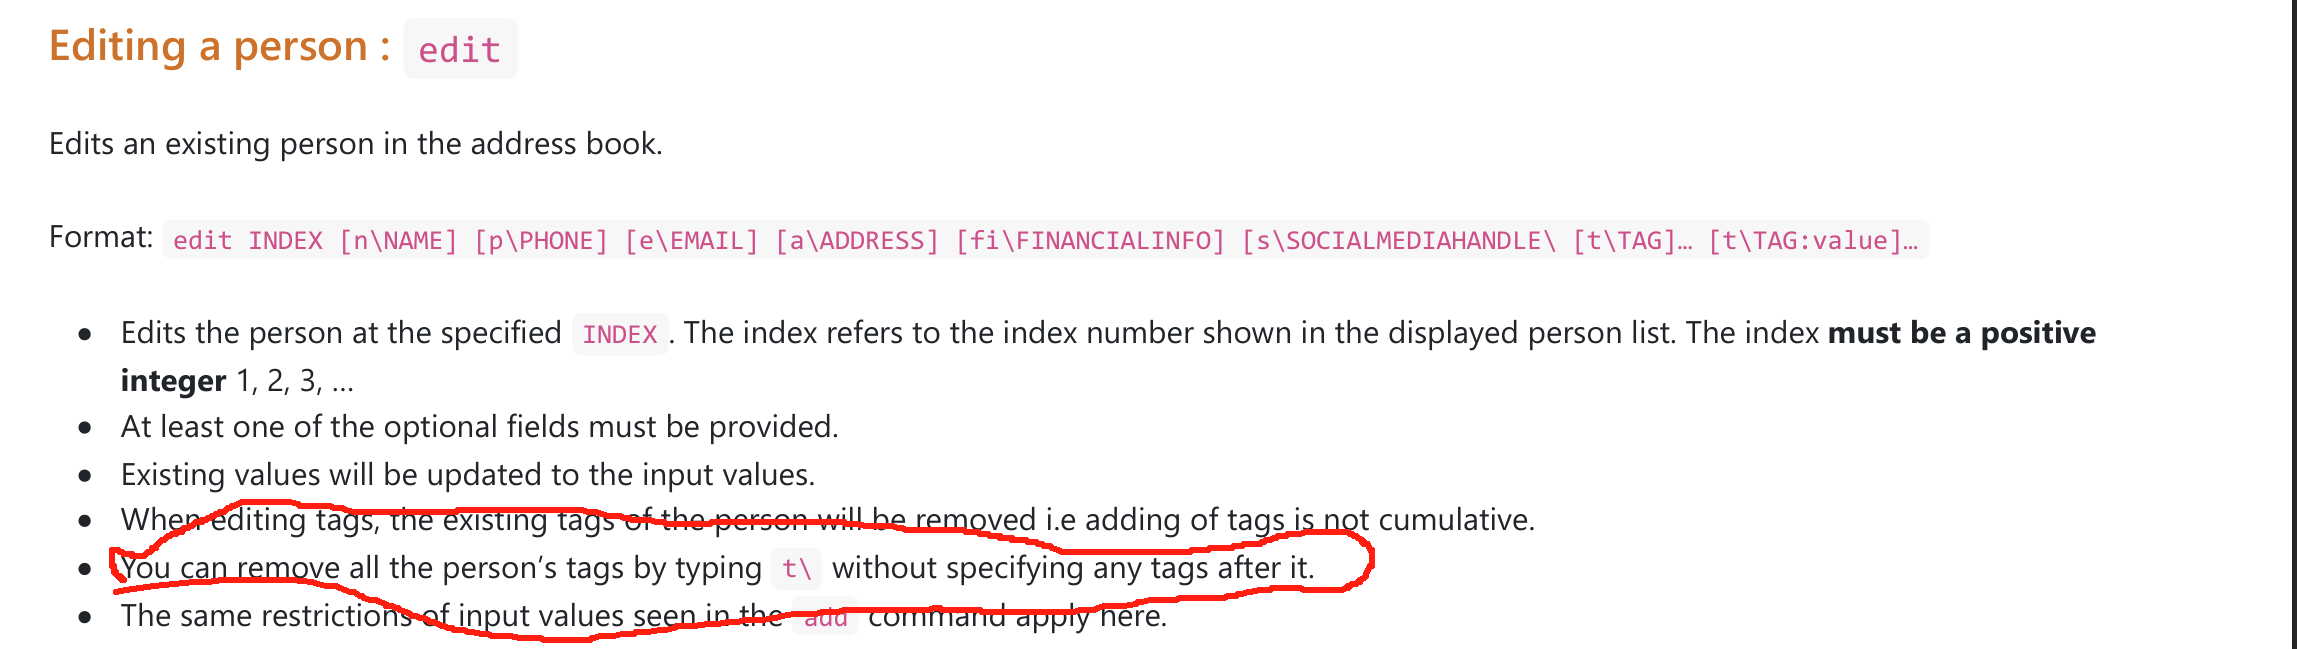 Editing a person : edit
Edits an existing person in the address book.
Format: edit INDEX [n\NAME] [p\PHONE] [e\EMAIL] [a\ADDRESS] [fi\FINANCIALINFO] [s\SOCIALMEDIAHANDLE\ [t\TAG]… [t\TAG:value]…
● Edits the person at the specified INDEX. The index refers to the index number shown in the displayed person list. The index must be a positive
integer 1, 2, 3, …
● At least one of the optional fields must be provided.
● Existing values will be updated to the input values.
● When editing tags, the existing tags of the person will be removed i.e adding of tags is not cumulative.
● You can remove all the person’s tags by typing t\ without specifying any tags after it.
● The same restrictions of input values seen in the add command apply here.